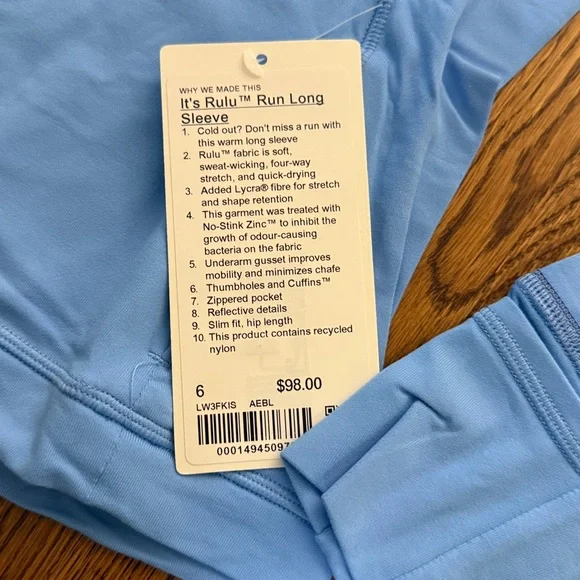 WHY WE MADE THIS
It's Rulu™ Run Long
Sleeve
1. Cold out? Don't miss a run with
this warm long sleeve
2. Rulu™ fabric is soft,
sweat-wicking, four-way
stretch, and quick-drying
3. Added Lycra® fibre for stretch
and shape retention
4. This garment was treated with
No-Stink Zinc™ to inhibit the
growth of odour-causing
bacteria on the fabric
5. Underarm gusset improves
mobility and minimizes chafe
6. Thumbholes and Cuffins™
7. Zippered pocket
8. Reflective details
9. Slim fit, hip length
10. This product contains recycled
nylon
6 $98.00
LW3FKIS AEBL
0001494509